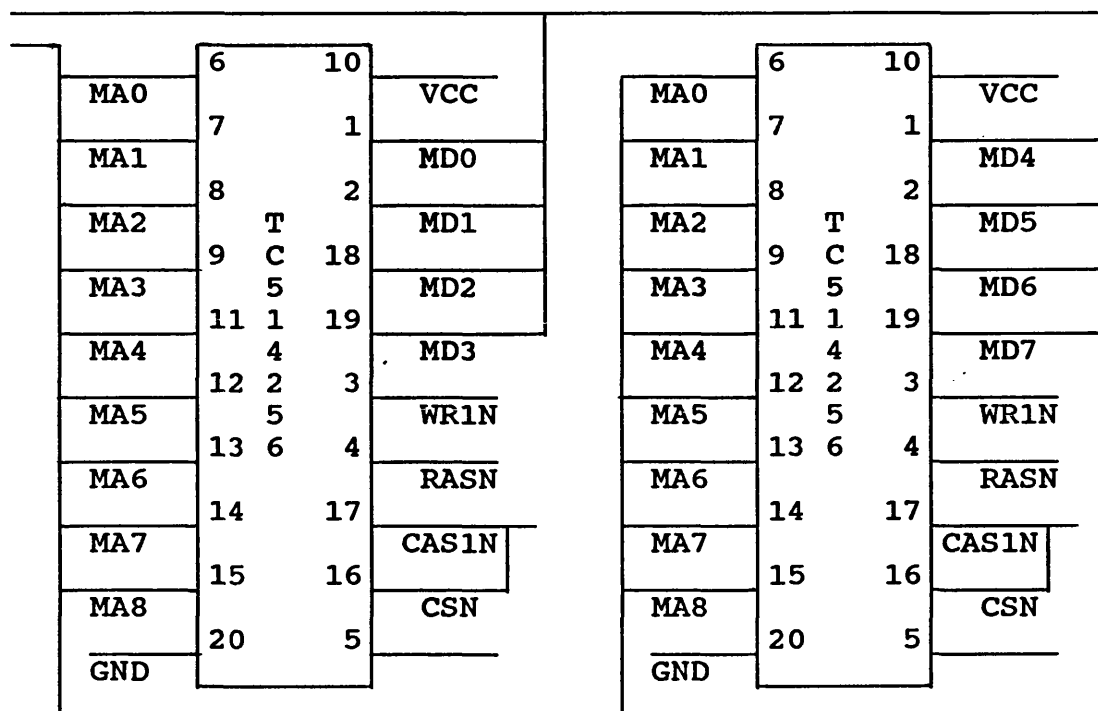 6 10 6 10
MA0 VCC MA0 VCC
7 1 7 1
MA1 MD0 MA1 MD4
8 2 8 2
MA2 T MD1 MA2 T MD5
9 C 18 9 C 18
MA3 5 MD2 MA3 5 MD6
11 1 19 11 1 19
MA4 4 MD3 MA4 4 MD7
12 2 3 12 2 3
MA5 5 WR1N MA5 5 WR1N
13 6 4 13 6 4
MA6 RASN MA6 RASN
14 17 14 17
MA7 CAS1N MA7 CAS1N
15 16 15 16
MA8 CSN MA8 CSN
20 5 20 5
GND GND